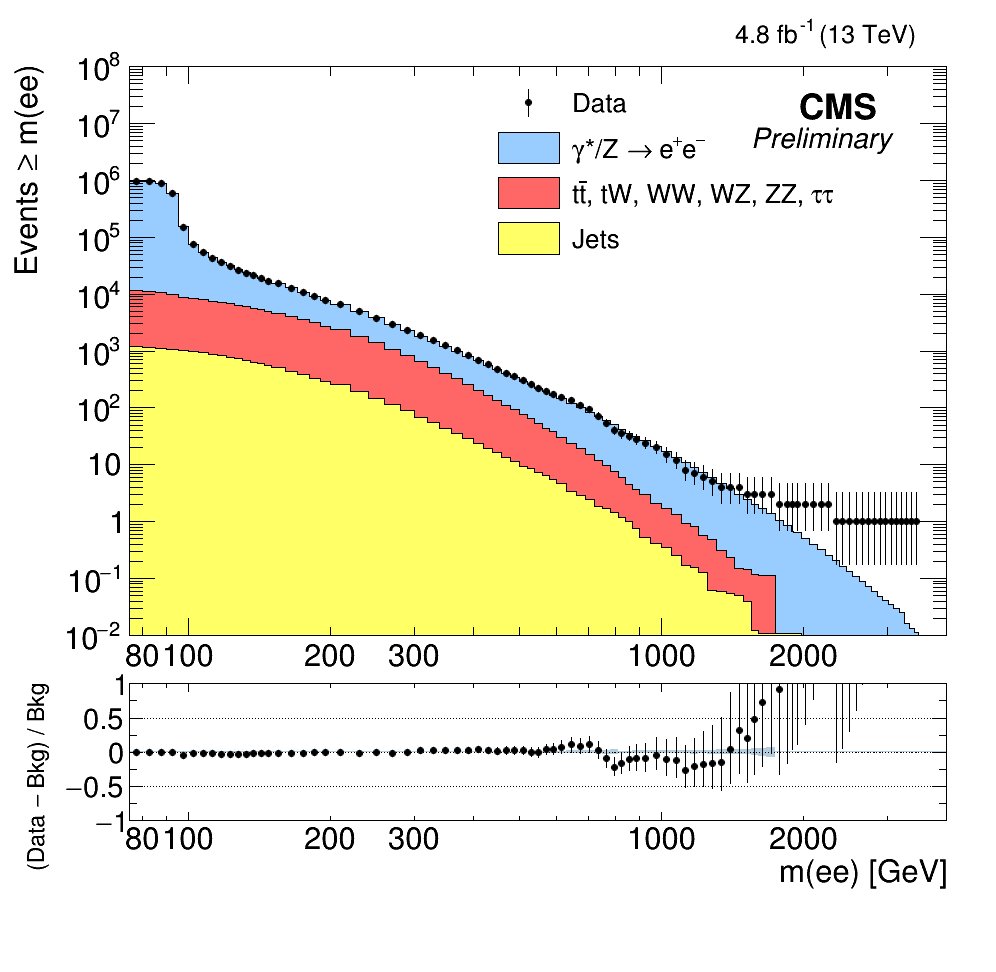 4.8 fb⁻¹ (13 TeV)
Events ≥ m(ee)
10⁸
10⁷
10⁶
10⁵
10⁴
10³
10²
10
1
10⁻¹
10⁻²
Data
γ*/Z → e⁺e⁻
tt̄, tW, WW, WZ, ZZ, ττ
Jets
CMS
Preliminary
80 100 200 300 1000 2000
(Data − Bkg) / Bkg
1
0.5
0
−0.5
−1
80 100 200 300 1000 2000
m(ee) [GeV]